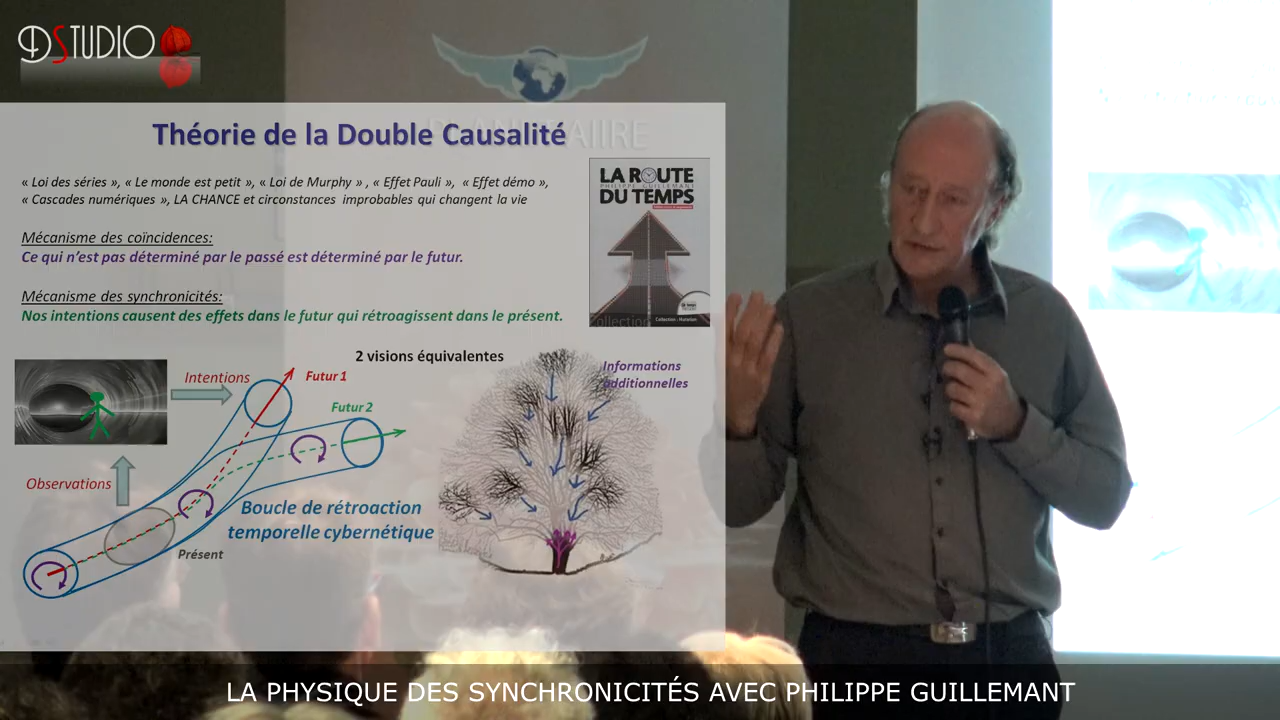 DSTUDIO
Théorie de la Double Causalité
« Loi des séries », « Le monde est petit », « Loi de Murphy » , « Effet Pauli », « Effet démo »,
« Cascades numériques », LA CHANCE et circonstances improbables qui changent la vie
LA ROUTE
PHILIPPE GUILLEMANT
DU TEMPS
Collection : Matérion
collection
Mécanisme des coïncidences:
Ce qui n'est pas déterminé par le passé est déterminé par le futur.
Mécanisme des synchronicités:
Nos intentions causent des effets dans le futur qui rétroagissent dans le présent.
2 visions équivalentes
Informations
additionnelles
Intentions
Futur 1
Futur 2
Observations
Boucle de rétroaction
temporelle cybernétique
Présent
LA PHYSIQUE DES SYNCHRONICITÉS AVEC PHILIPPE GUILLEMANT